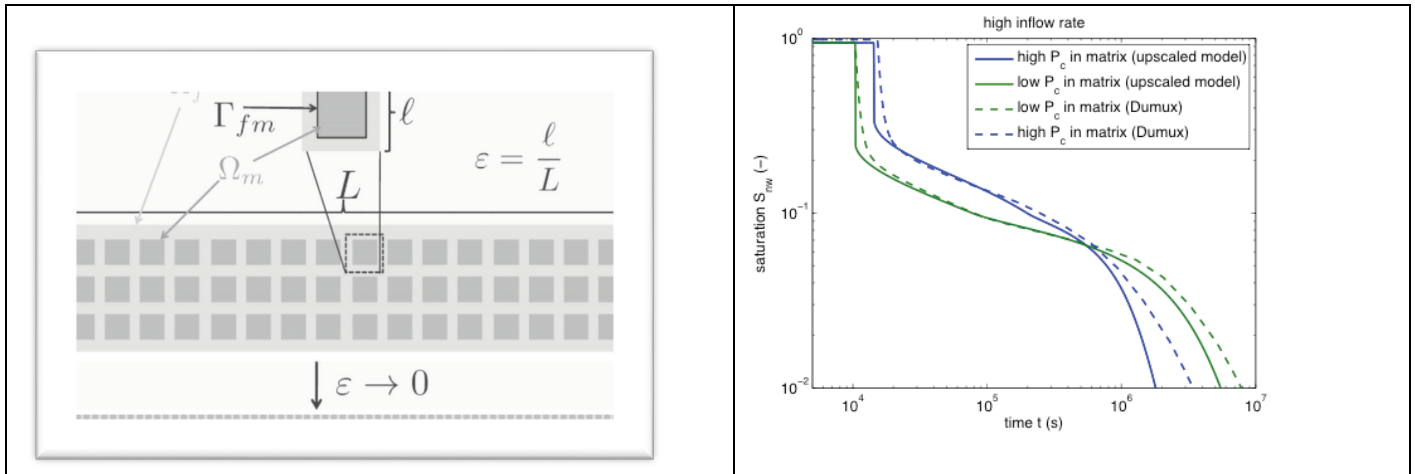 Γfm
ℓ
Ωm
ε = ℓ/L
L
ε → 0
high inflow rate
high Pc in matrix (upscaled model)
low Pc in matrix (upscaled model)
low Pc in matrix (Dumux)
high Pc in matrix (Dumux)
saturation Snw (−)
10^0
10^−1
10^−2
10^4 10^5 10^6 10^7
time t (s)